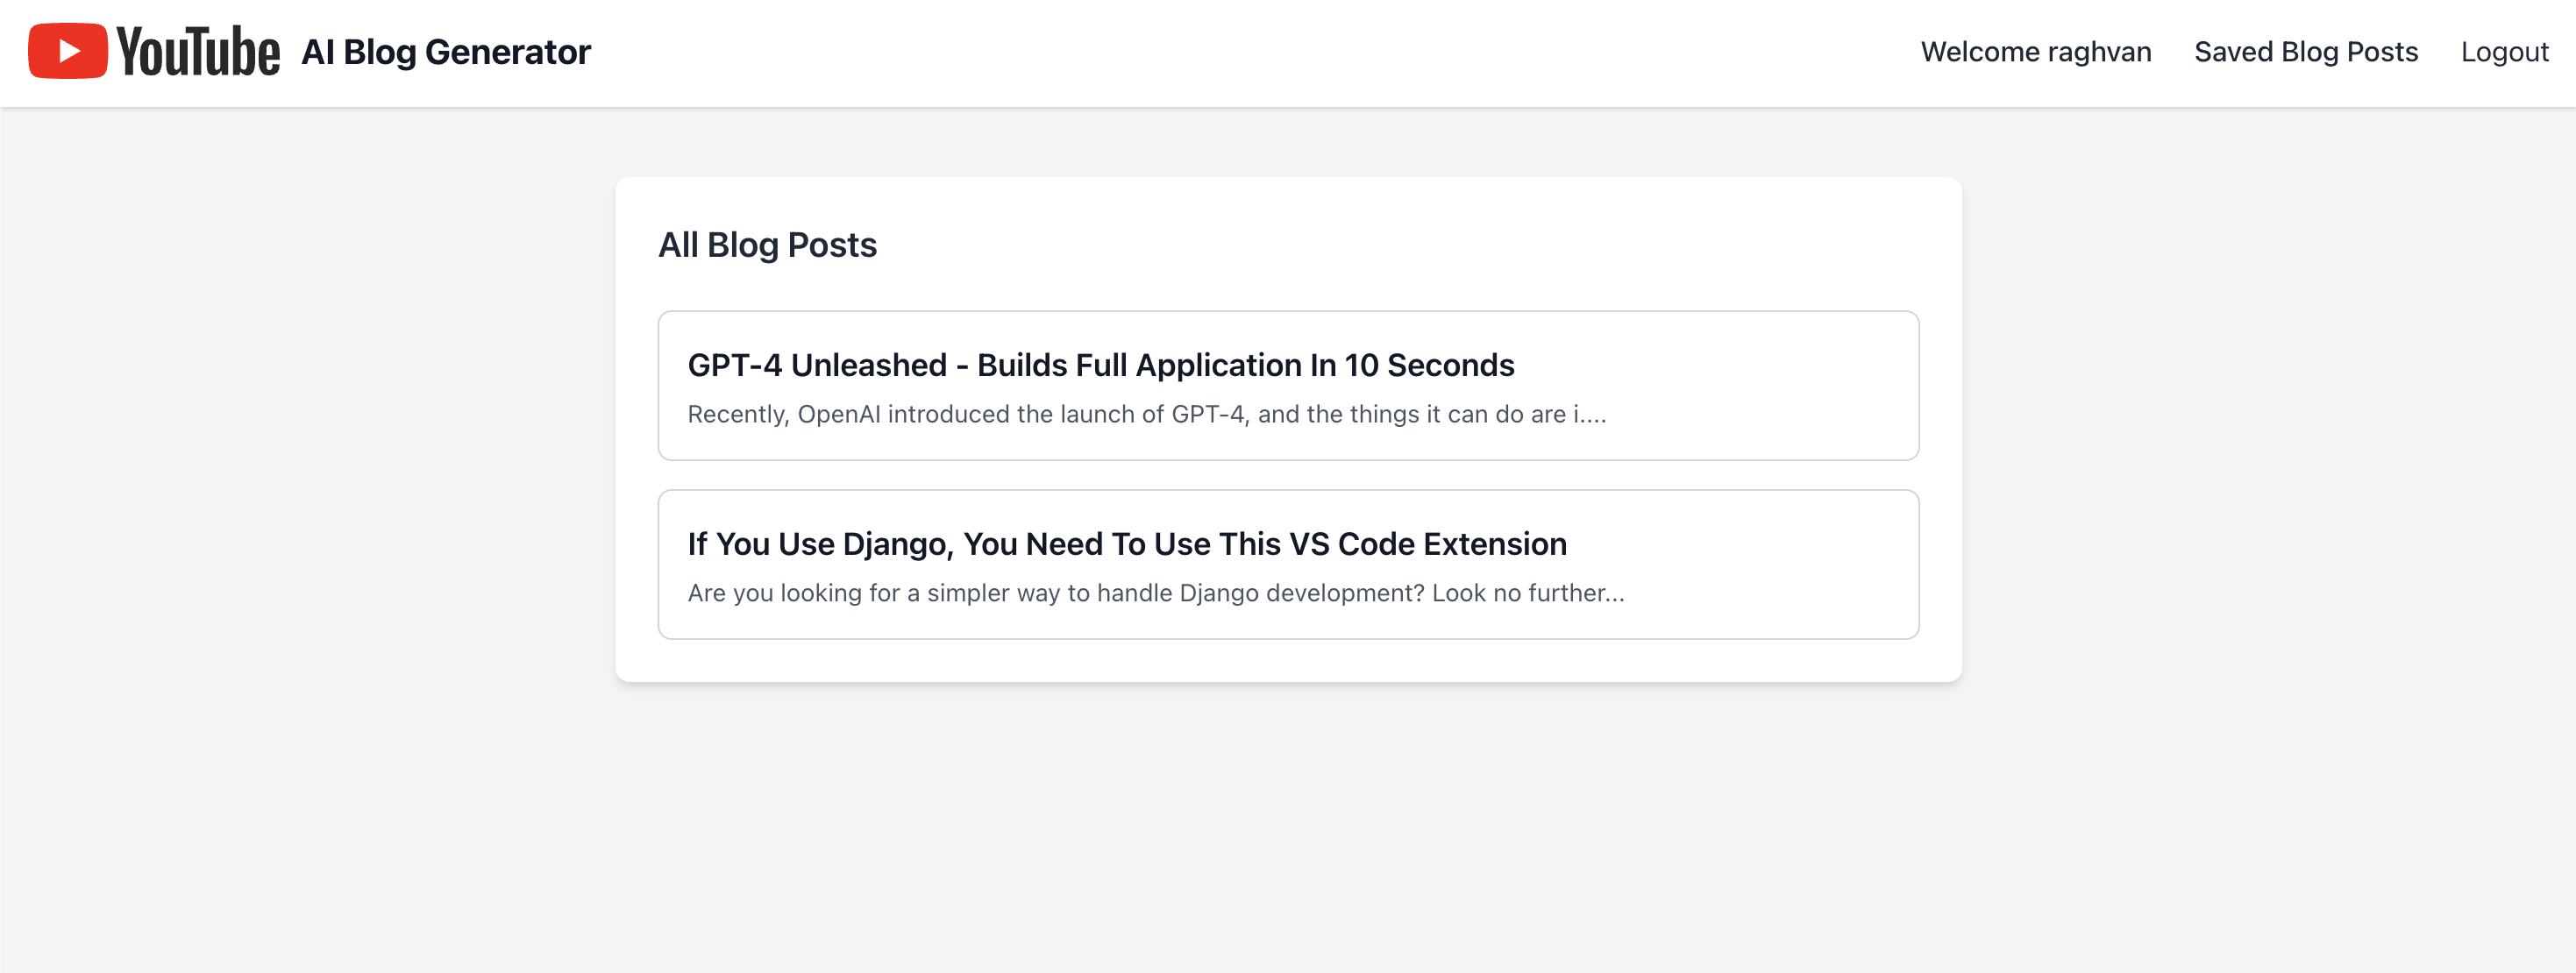 YouTube AI Blog Generator
Welcome raghvan Saved Blog Posts Logout
All Blog Posts
GPT-4 Unleashed - Builds Full Application In 10 Seconds
Recently, OpenAI introduced the launch of GPT-4, and the things it can do are i....
If You Use Django, You Need To Use This VS Code Extension
Are you looking for a simpler way to handle Django development? Look no further...